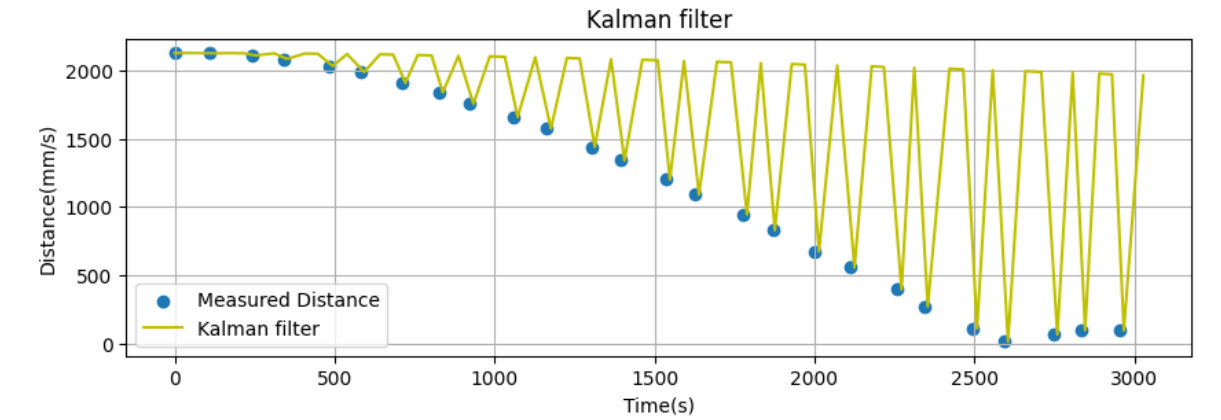 Kalman filter
Distance(mm/s)
2000
1500
1000
500
0
Measured Distance
Kalman filter
0 500 1000 1500 2000 2500 3000
Time(s)